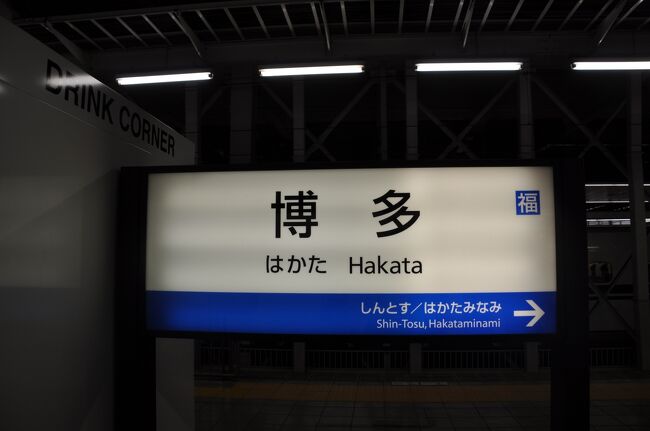 DRINK CORNER
博多
福
はかた Hakata
しんとす/はかたみなみ
Shin-Tosu, Hakataminami